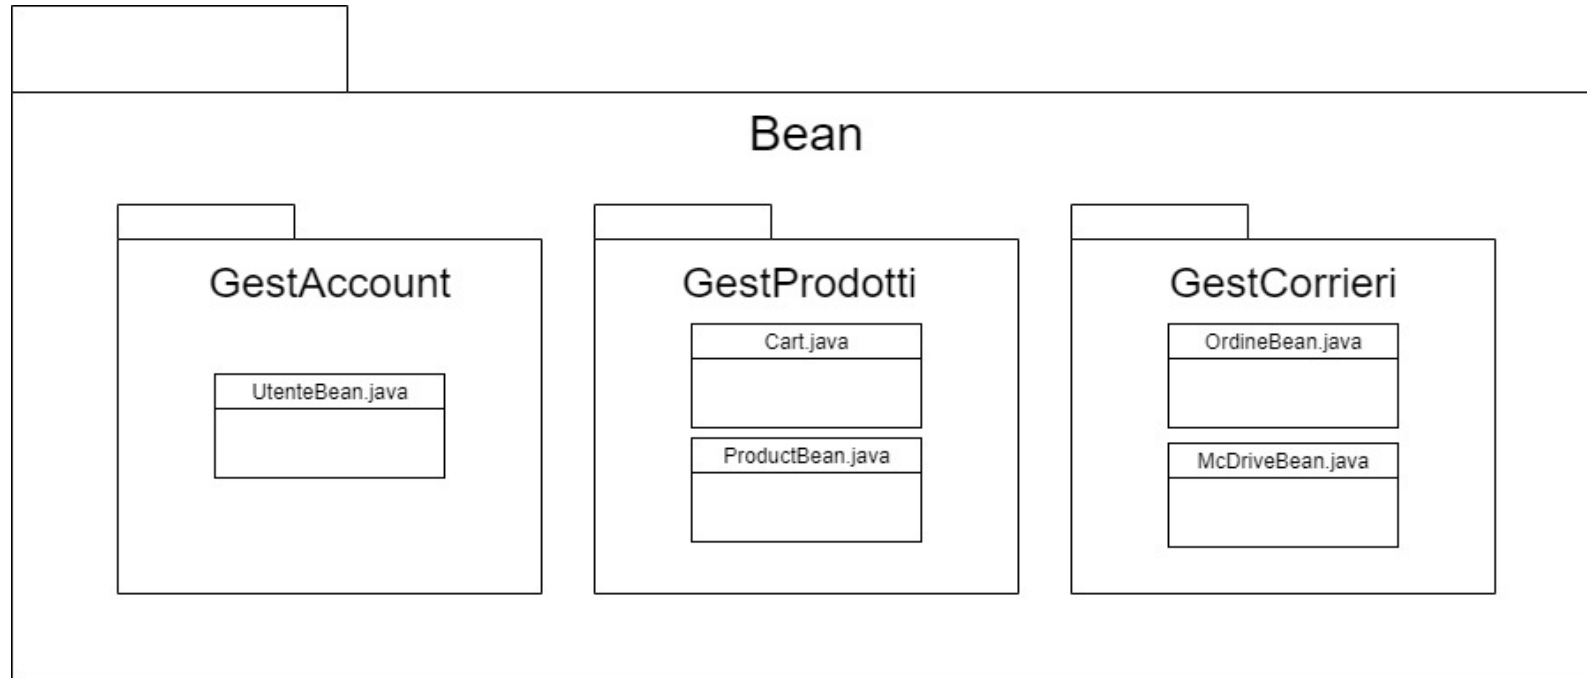 Bean
GestAccount
UtenteBean.java
GestProdotti
Cart.java
ProductBean.java
GestCorrieri
OrdineBean.java
McDriveBean.java